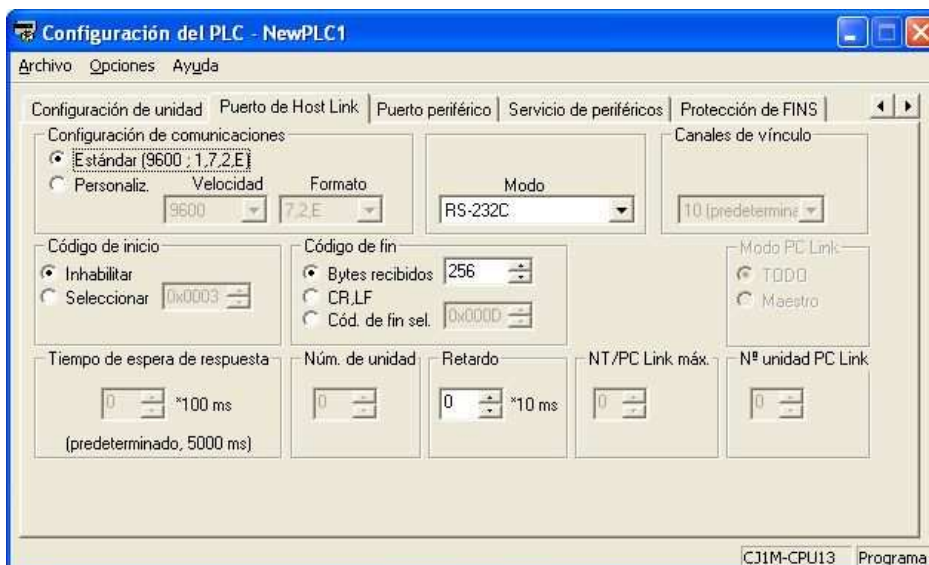 Configuración del PLC - NewPLC1
Archivo Opciones Ayuda
Configuración de unidad Puerto de Host Link Puerto periférico Servicio de periféricos Protección de FINS
Configuración de comunicaciones Canales de vínculo
Estándar (9600 ; 1,7,2,E)
Personaliz. Velocidad Formato Modo
9600 7,2,E RS-232C 10 (predetermina
Código de inicio Código de fin Modo PC Link
Inhabilitar Bytes recibidos 256 TODO
Seleccionar 0x0003 CR,LF Maestro
Cód. de fin sel. 0x000D
Tiempo de espera de respuesta Núm. de unidad Retardo NT/PC Link máx. Nº unidad PC Link
0 *100 ms 0 0 *10 ms 0 0
(predeterminado, 5000 ms)
CJ1M-CPU13 Programa